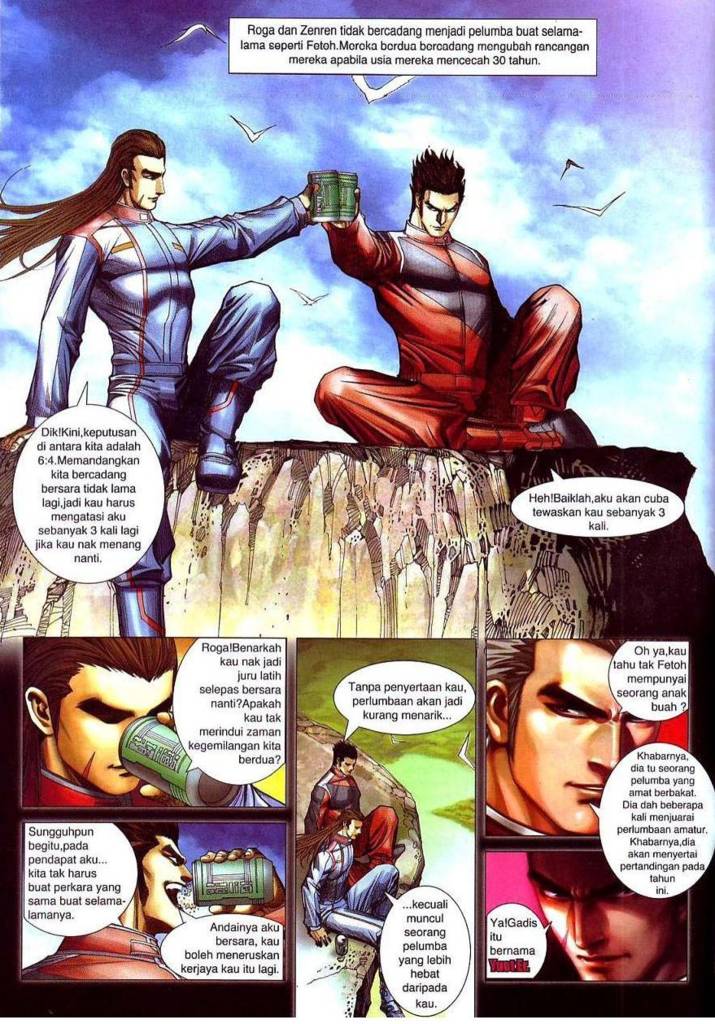 Roga dan Zenren tidak bercadang menjadi pelumba buat selama-
lama seperti Fetoh.Mereka berdua bercadang mengubah rancangan
mereka apabila usia mereka mencecah 30 tahun.
Dik!Kini,keputusan
di antara kita adalah
6:4.Memandangkan
kita bercadang
bersara tidak lama
lagi,jadi kau harus
mengatasi aku
sebanyak 3 kali lagi
jika kau nak menang
nanti.
Heh!Baiklah,aku akan cuba
tewaskan kau sebanyak 3
kali.
Roga!Benarkah
kau nak jadi
juru latih
selepas bersara
nanti?Apakah
kau tak
merindui zaman
kegemilangan kita
berdua?
Sungguhpun
begitu,pada
pendapat aku...
kita tak harus
buat perkara yang
sama buat selama-
lamanya.
Andainya aku
bersara, kau
boleh meneruskan
kerjaya kau itu lagi.
Tanpa penyertaan kau,
perlumbaan akan jadi
kurang menarik...
...kecuali
muncul
seorang
pelumba
yang lebih
hebat
daripada
kau.
Oh ya,kau
tahu tak Fetoh
mempunyai
seorang anak
buah ?
Khabarnya,
dia tu seorang
pelumba yang
amat berbakat.
Dia dah beberapa
kali menjuarai
perlumbaan amatur.
Khabarnya,dia
akan menyertai
pertandingan pada
tahun
ini.
Ya!Gadis
itu
bernama